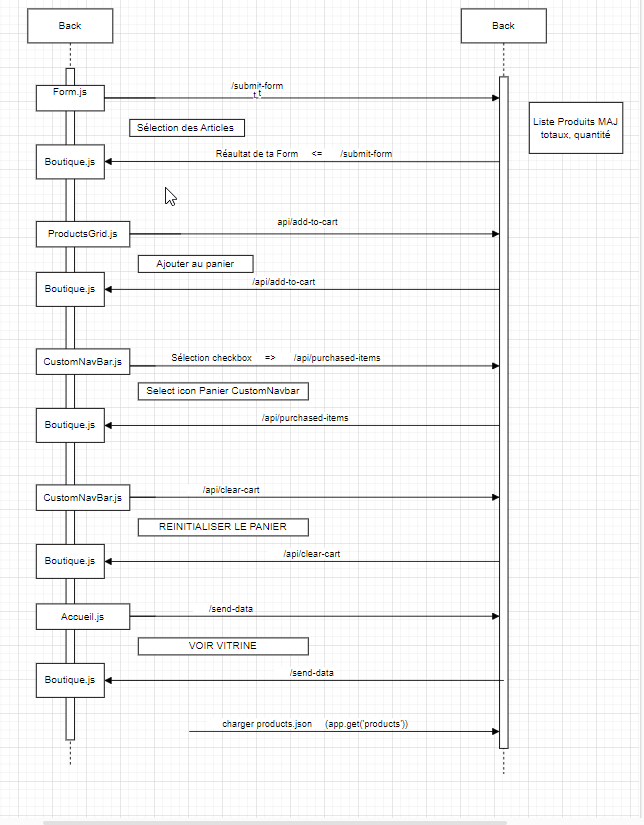 Back
Back
Form.js
/submit-form
t,t
Liste Produits MAJ
totaux, quantité
Sélection des Articles
Boutique.js
Réaultat de ta Form <= /submit-form
ProductsGrid.js
api/add-to-cart
Ajouter au panier
Boutique.js
/api/add-to-cart
CustomNavBar.js
Sélection checkbox => /api/purchased-items
Select icon Panier CustomNavbar
Boutique.js
/api/purchased-items
CustomNavBar.js
/api/clear-cart
REINITIALISER LE PANIER
Boutique.js
/api/clear-cart
Accueil.js
/send-data
VOIR VITRINE
Boutique.js
/send-data
charger products.json (app.get('products'))